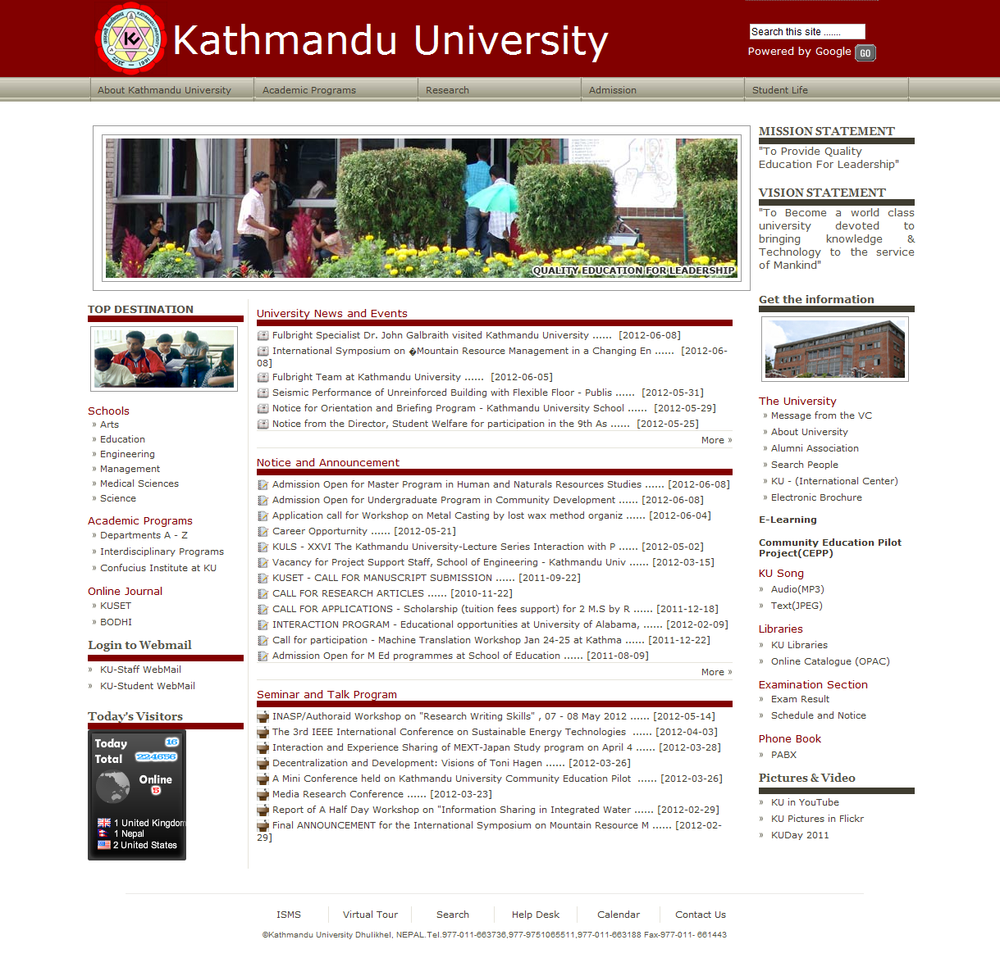 Kathmandu University
Search this site .......
Powered by Google GO
About Kathmandu University
Academic Programs
Research
Admission
Student Life
QUALITY EDUCATION FOR LEADERSHIP
MISSION STATEMENT
"To Provide Quality
Education For Leadership"
VISION STATEMENT
"To Become a world class
university devoted to
bringing knowledge &
Technology to the service
of Mankind"
TOP DESTINATION
Schools
» Arts
» Education
» Engineering
» Management
» Medical Sciences
» Science
Academic Programs
» Departments A - Z
» Interdisciplinary Programs
» Confucius Institute at KU
Online Journal
» KUSET
» BODHI
Login to Webmail
» KU-Staff WebMail
» KU-Student WebMail
Today's Visitors
Today 16
Total 224656
Online
5
1 United Kingdom
1 Nepal
2 United States
University News and Events
Fulbright Specialist Dr. John Galbraith visited Kathmandu University ...... [2012-06-08]
International Symposium on �Mountain Resource Management in a Changing En ...... [2012-06-
08]
Fulbright Team at Kathmandu University ...... [2012-06-05]
Seismic Performance of Unreinforced Building with Flexible Floor - Publis ...... [2012-05-31]
Notice for Orientation and Briefing Program - Kathmandu University School ...... [2012-05-29]
Notice from the Director, Student Welfare for participation in the 9th As ...... [2012-05-25]
More »
Notice and Announcement
Admission Open for Master Program in Human and Naturals Resources Studies ...... [2012-06-08]
Admission Open for Undergraduate Program in Community Development ...... [2012-06-08]
Application call for Workshop on Metal Casting by lost wax method organiz ...... [2012-06-04]
Career Opporturnity ...... [2012-05-21]
KULS - XXVI The Kathmandu University-Lecture Series Interaction with P ...... [2012-05-02]
Vacancy for Project Support Staff, School of Engineering - Kathmandu Univ ...... [2012-03-15]
KUSET - CALL FOR MANUSCRIPT SUBMISSION ...... [2011-09-22]
CALL FOR RESEARCH ARTICLES ...... [2010-11-22]
CALL FOR APPLICATIONS - Scholarship (tuition fees support) for 2 M.S by R ...... [2011-12-18]
INTERACTION PROGRAM - Educational opportunities at University of Alabama, ...... [2012-02-09]
Call for participation - Machine Translation Workshop Jan 24-25 at Kathma ...... [2011-12-22]
Admission Open for M Ed programmes at School of Education ...... [2011-08-09]
More »
Seminar and Talk Program
INASP/Authoraid Workshop on "Research Writing Skills" , 07 - 08 May 2012 ...... [2012-05-14]
The 3rd IEEE International Conference on Sustainable Energy Technologies ...... [2012-04-03]
Interaction and Experience Sharing of MEXT-Japan Study program on April 4 ...... [2012-03-28]
Decentralization and Development: Visions of Toni Hagen ...... [2012-03-26]
A Mini Conference held on Kathmandu University Community Education Pilot ...... [2012-03-26]
Media Research Conference ...... [2012-03-23]
Report of A Half Day Workshop on "Information Sharing in Integrated Water ...... [2012-02-29]
Final ANNOUNCEMENT for the International Symposium on Mountain Resource M ...... [2012-02-
29]
Get the information
The University
» Message from the VC
» About University
» Alumni Association
» Search People
» KU - (International Center)
» Electronic Brochure
E-Learning
Community Education Pilot
Project(CEPP)
KU Song
» Audio(MP3)
» Text(JPEG)
Libraries
» KU Libraries
» Online Catalogue (OPAC)
Examination Section
» Exam Result
» Schedule and Notice
Phone Book
» PABX
Pictures & Video
» KU in YouTube
» KU Pictures in Flickr
» KUDay 2011
ISMS
Virtual Tour
Search
Help Desk
Calendar
Contact Us
©Kathmandu University Dhulikhel, NEPAL.Tel.977-011-663736,977-9751065511,977-011-663188 Fax-977-011- 661443